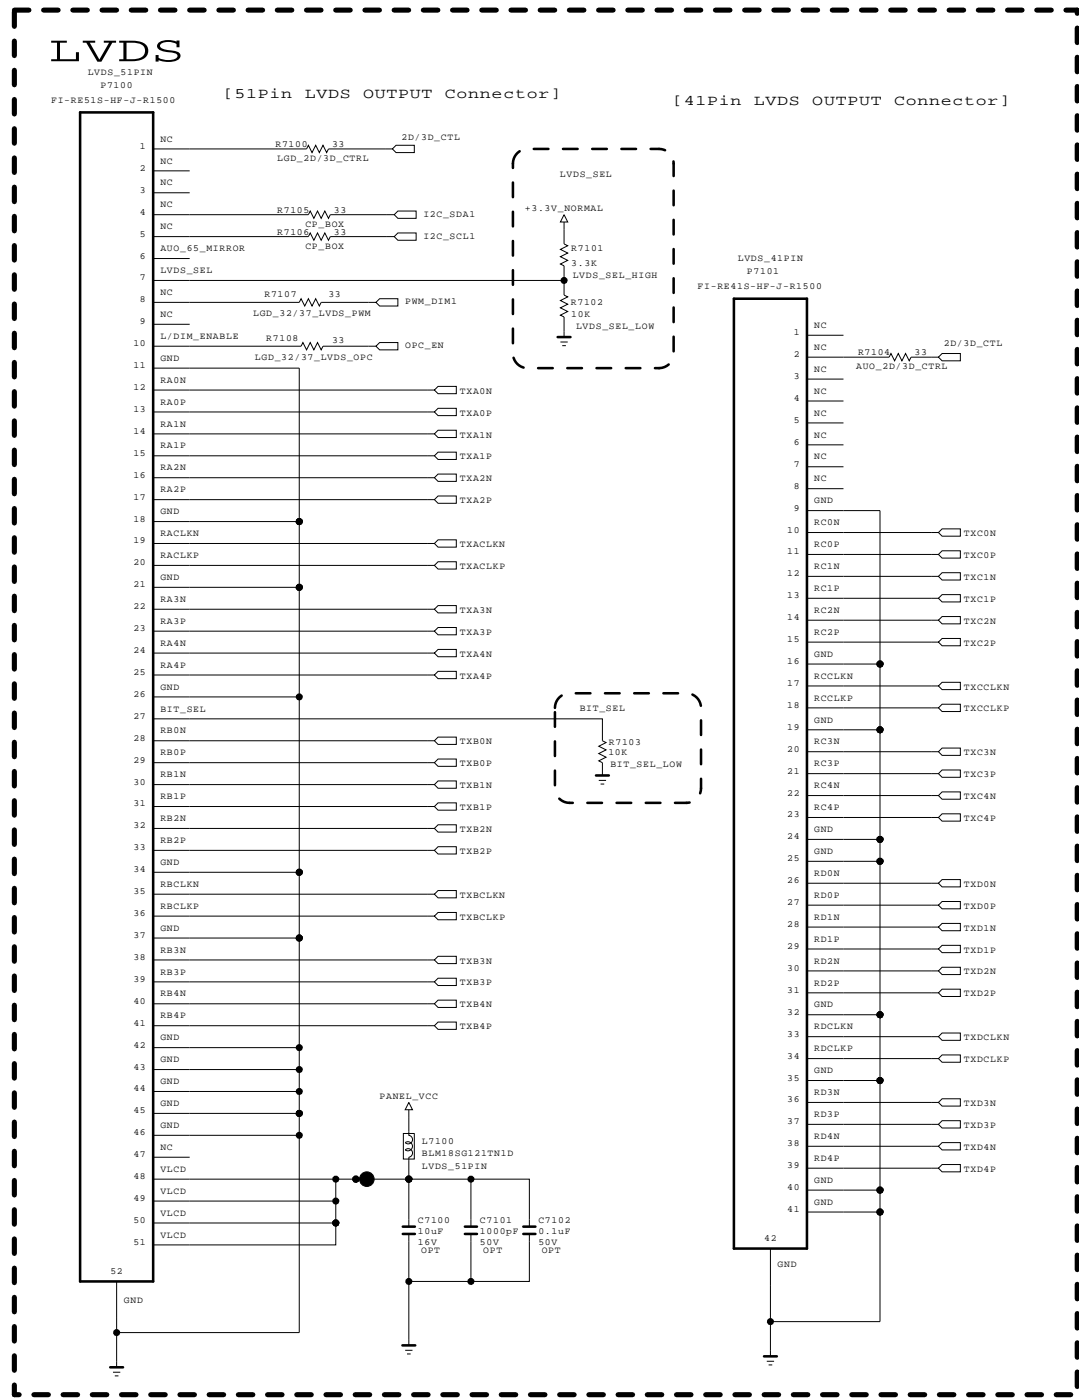 LVDS
LVDS_51PIN
P7100
FI-RE51S-HF-J-R1500
[51Pin LVDS OUTPUT Connector]
[41Pin LVDS OUTPUT Connector]
1 NC R7100 33 2D/3D_CTL
LGD_2D/3D_CTRL
2 NC
3 NC
4 NC R7105 33 I2C_SDA1
CP_BOX
5 NC R7106 33 I2C_SCL1
CP_BOX
6 AUO_65_MIRROR
7 LVDS_SEL
8 NC R7107 33 PWM_DIM1
LGD_32/37_LVDS_PWM
9 NC
10 L/DIM_ENABLE R7108 33 OPC_EN
LGD_32/37_LVDS_OPC
11 GND
12 RA0N TXA0N
13 RA0P TXA0P
14 RA1N TXA1N
15 RA1P TXA1P
16 RA2N TXA2N
17 RA2P TXA2P
18 GND
19 RACLKN TXACLKN
20 RACLKP TXACLKP
21 GND
22 RA3N TXA3N
23 RA3P TXA3P
24 RA4N TXA4N
25 RA4P TXA4P
26 GND
27 BIT_SEL
28 RB0N TXB0N
29 RB0P TXB0P
30 RB1N TXB1N
31 RB1P TXB1P
32 RB2N TXB2N
33 RB2P TXB2P
34 GND
35 RBCLKN TXBCLKN
36 RBCLKP TXBCLKP
37 GND
38 RB3N TXB3N
39 RB3P TXB3P
40 RB4N TXB4N
41 RB4P TXB4P
42 GND
43 GND
44 GND
45 GND
46 GND
47 NC
48 VLCD
49 VLCD
50 VLCD
51 VLCD
52
GND
LVDS_SEL
+3.3V_NORMAL
R7101
3.3K
LVDS_SEL_HIGH
R7102
10K
LVDS_SEL_LOW
BIT_SEL
R7103
10K
BIT_SEL_LOW
PANEL_VCC
L7100
BLM18SG121TN1D
LVDS_51PIN
C7100 C7101 C7102
10uF 1000pF 0.1uF
16V 50V 50V
OPT OPT OPT
LVDS_41PIN
P7101
FI-RE41S-HF-J-R1500
1 NC
2 NC R7104 33 2D/3D_CTL
AUO_2D/3D_CTRL
3 NC
4 NC
5 NC
6 NC
7 NC
8 NC
9 GND
10 RC0N TXC0N
11 RC0P TXC0P
12 RC1N TXC1N
13 RC1P TXC1P
14 RC2N TXC2N
15 RC2P TXC2P
16 GND
17 RCCLKN TXCCLKN
18 RCCLKP TXCCLKP
19 GND
20 RC3N TXC3N
21 RC3P TXC3P
22 RC4N TXC4N
23 RC4P TXC4P
24 GND
25 GND
26 RD0N TXD0N
27 RD0P TXD0P
28 RD1N TXD1N
29 RD1P TXD1P
30 RD2N TXD2N
31 RD2P TXD2P
32 GND
33 RDCLKN TXDCLKN
34 RDCLKP TXDCLKP
35 GND
36 RD3N TXD3N
37 RD3P TXD3P
38 RD4N TXD4N
39 RD4P TXD4P
40 GND
41 GND
42
GND